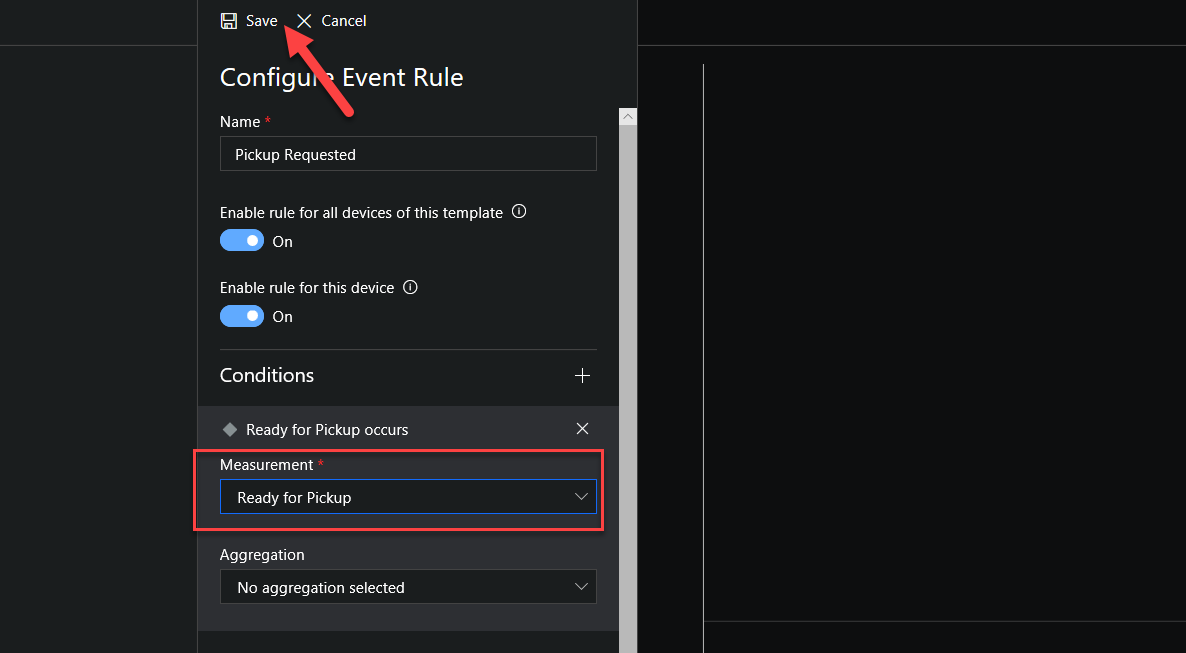 Save Cancel
Configure Event Rule
Name *
Pickup Requested
Enable rule for all devices of this template
On
Enable rule for this device
On
Conditions
Ready for Pickup occurs
Measurement *
Ready for Pickup
Aggregation
No aggregation selected